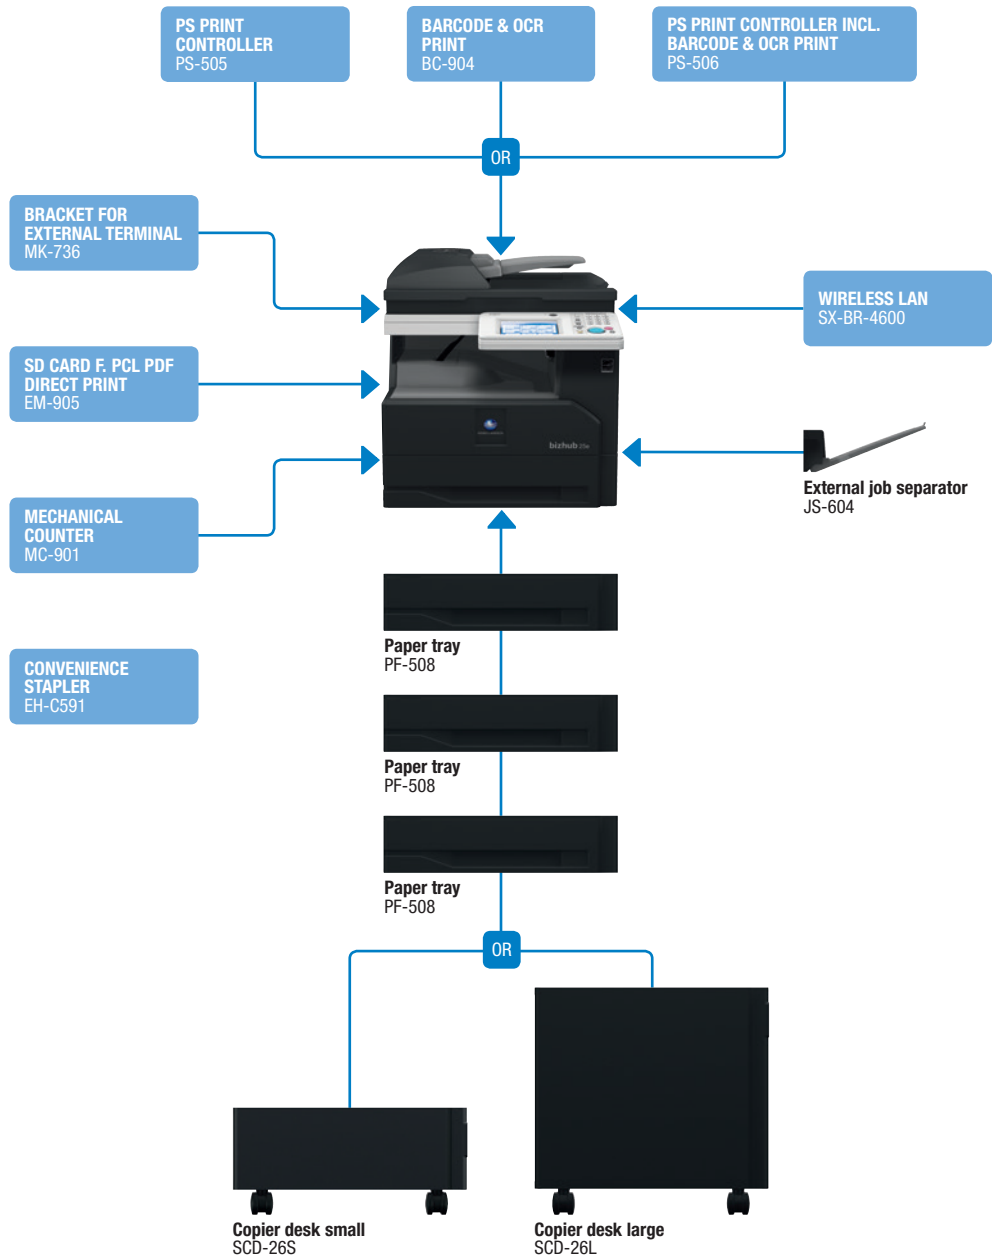 PS PRINT
CONTROLLER
PS-505
BARCODE & OCR
PRINT
BC-904
PS PRINT CONTROLLER INCL.
BARCODE & OCR PRINT
PS-506
OR
BRACKET FOR
EXTERNAL TERMINAL
MK-736
WIRELESS LAN
SX-BR-4600
SD CARD F. PCL PDF
DIRECT PRINT
EM-905
bizhub 25e
External job separator
JS-604
MECHANICAL
COUNTER
MC-901
Paper tray
PF-508
CONVENIENCE
STAPLER
EH-C591
Paper tray
PF-508
Paper tray
PF-508
OR
Copier desk small
SCD-26S
Copier desk large
SCD-26L